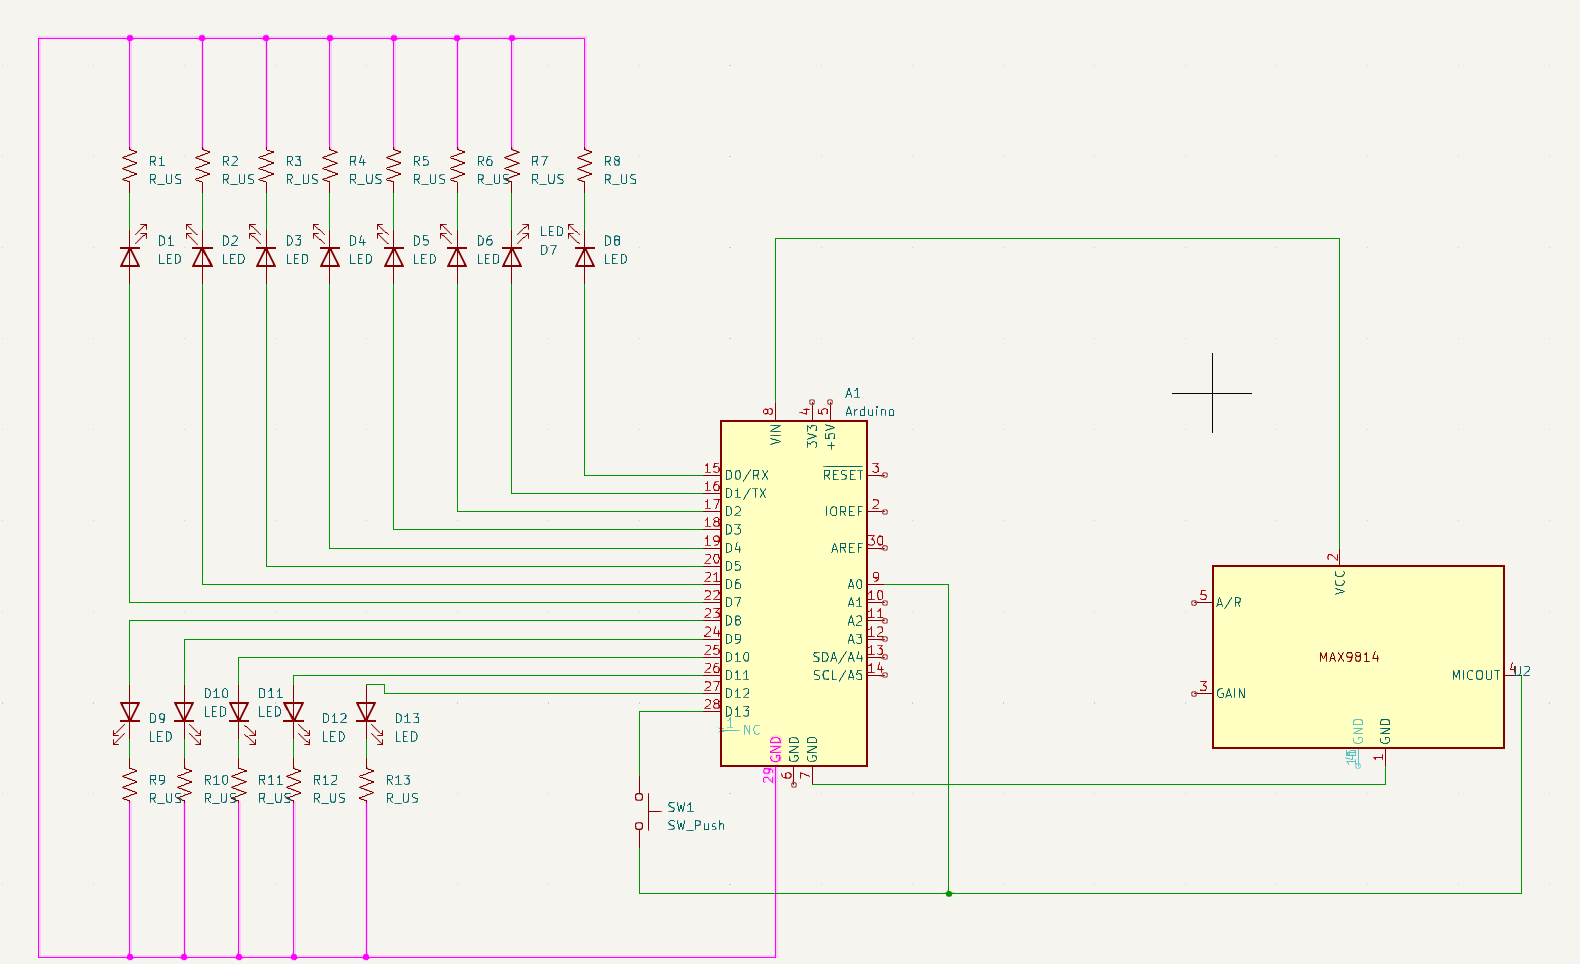 R1
R_US
R2
R_US
R3
R_US
R4
R_US
R5
R_US
R6
R_US
R7
R_US
R8
R_US
D1
LED
D2
LED
D3
LED
D4
LED
D5
LED
D6
LED
LED
D7
D8
LED
A1
Arduino
8
VIN
4
3V3
5
+5V
15 D0/RX
16 D1/TX
17 D2
18 D3
19 D4
20 D5
21 D6
22 D7
23 D8
24 D9
25 D10
26 D11
27 D12
28 D13
1 NC
RESET 3
IOREF 2
AREF 30
A0 9
A1 10
A2 11
A3 12
SDA/A4 13
SCL/A5 14
29 GND
6 GND
7 GND
D9
LED
D10
LED
D11
LED
D12
LED
D13
LED
R9
R_US
R10
R_US
R11
R_US
R12
R_US
R13
R_US
SW1
SW_Push
2
VCC
5 A/R
MAX9814
MICOUT 4
U2
3 GAIN
GND
1 GND